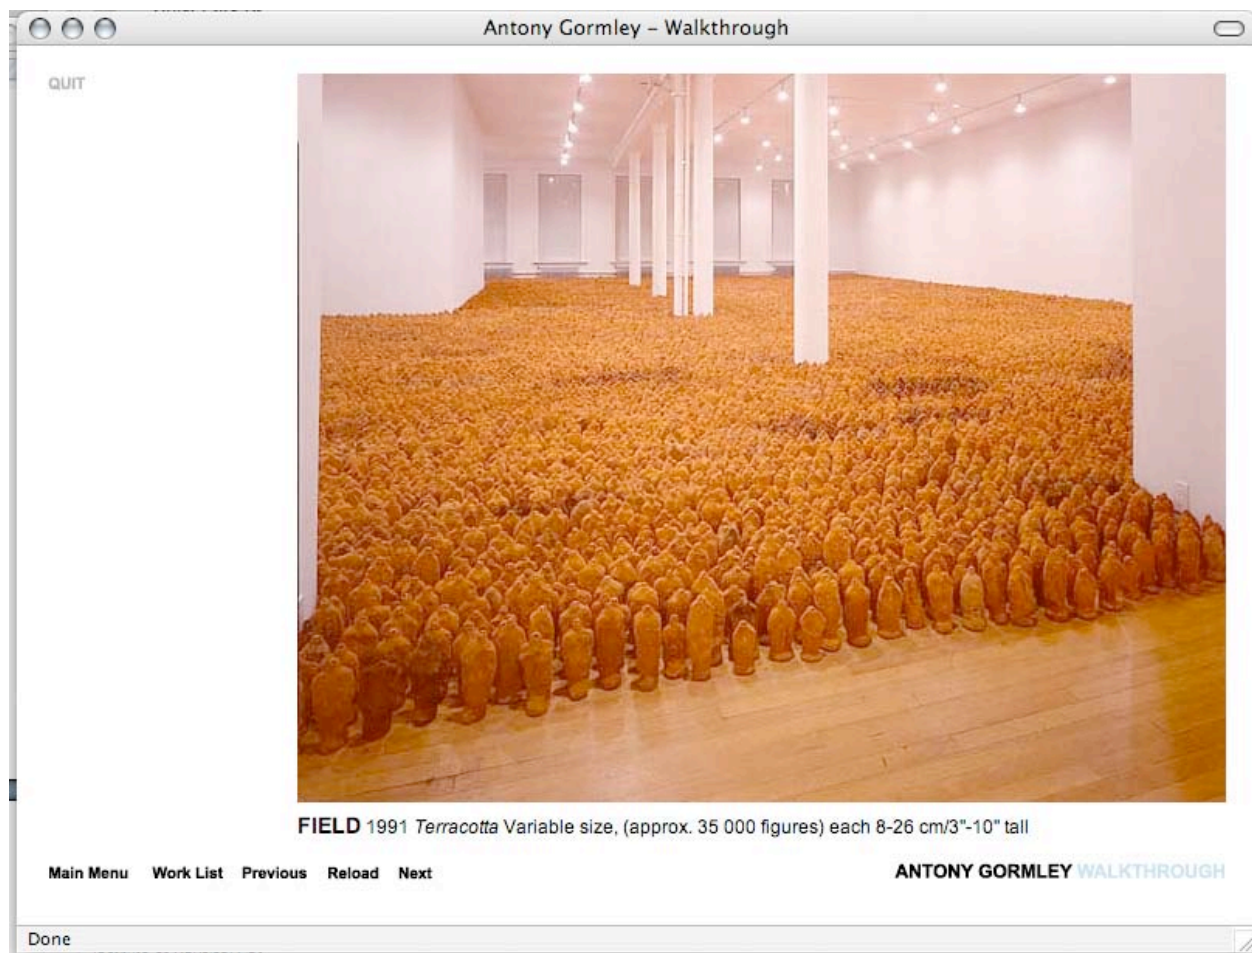 Antony Gormley – Walkthrough
QUIT
FIELD 1991 Terracotta Variable size, (approx. 35 000 figures) each 8-26 cm/3"-10" tall
Main Menu Work List Previous Reload Next
ANTONY GORMLEY WALKTHROUGH
Done